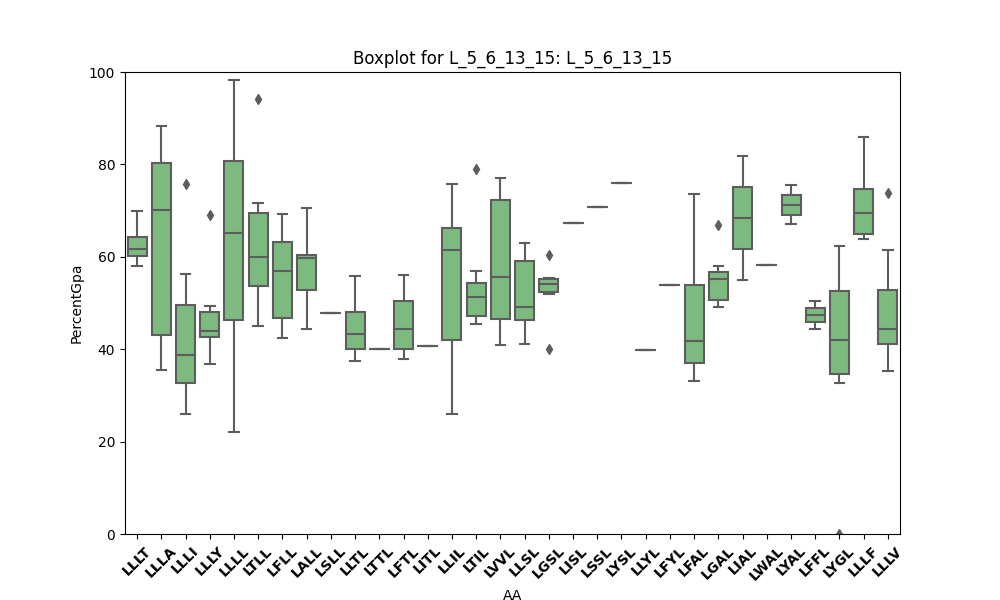 Boxplot for L_5_6_13_15: L_5_6_13_15
PercentGpa
100
80
60
40
20
0
LLLT LLLA LLLI LLLY LLLL LTLL LFLL LALL LSLL LLTL LTTL LFTL LITL LLIL LTIL LVVL LLSL LGSL LISL LSSL LYSL LLYL LFYL LFAL LGAL LIAL LWAL LYAL LFFL LYGL LLLF LLLV
AA